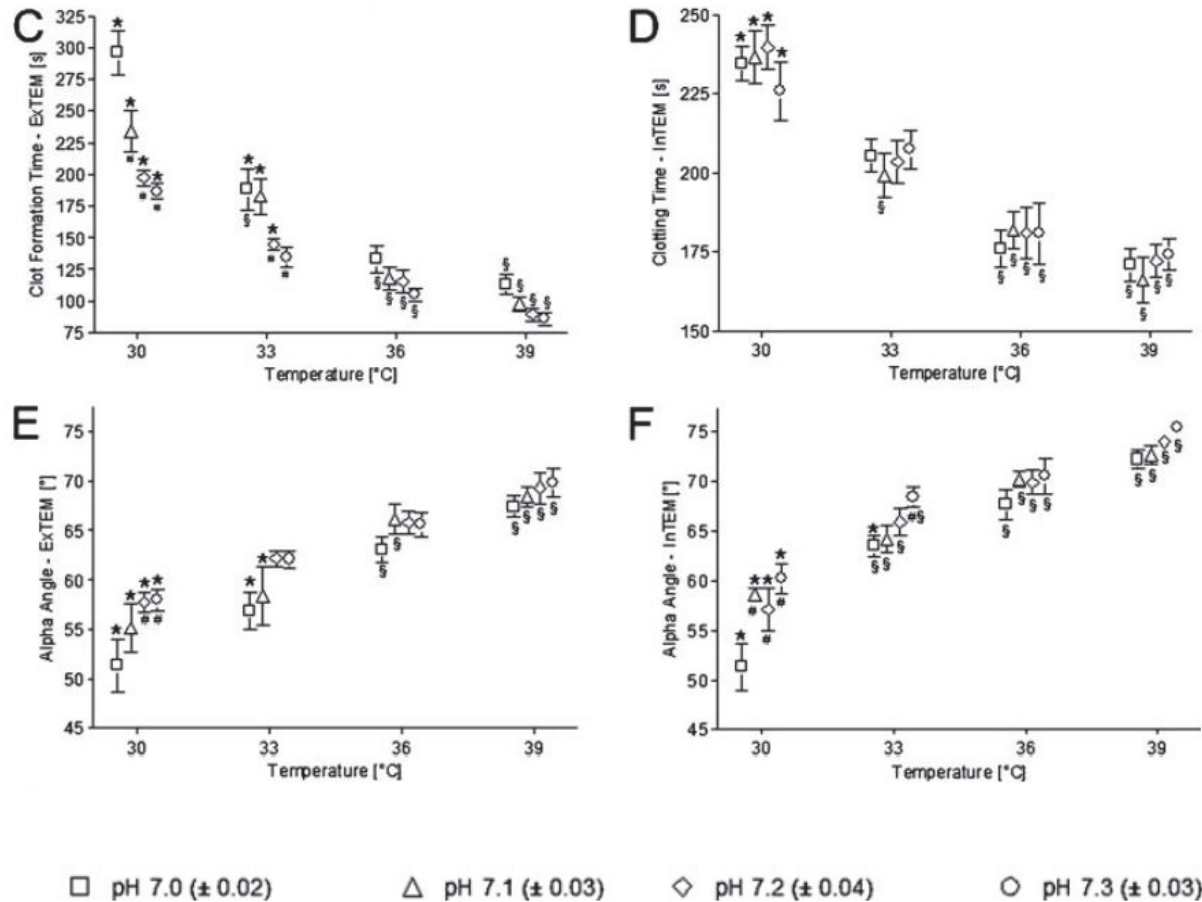 C
Clot Formation Time - ExTEM [s]
325
300
275
250
225
200
175
150
125
100
75
30 33 36 39
Temperature [°C]
D
Clotting Time - InTEM [s]
250
225
200
175
150
30 33 36 39
Temperature [°C]
E
Alpha Angle - ExTEM [°]
75
70
65
60
55
50
45
30 33 36 39
Temperature [°C]
F
Alpha Angle - InTEM [°]
75
70
65
60
55
50
45
30 33 36 39
Temperature [°C]
pH 7.0 (± 0.02) pH 7.1 (± 0.03) pH 7.2 (± 0.04) pH 7.3 (± 0.03)